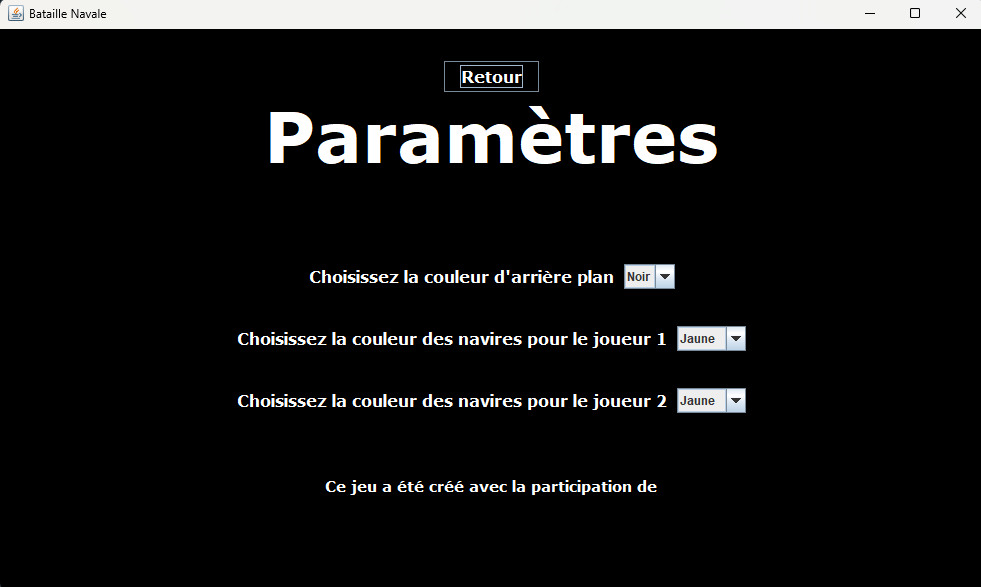 Bataille Navale
Retour
Paramètres
Choisissez la couleur d'arrière plan Noir
Choisissez la couleur des navires pour le joueur 1 Jaune
Choisissez la couleur des navires pour le joueur 2 Jaune
Ce jeu a été créé avec la participation de